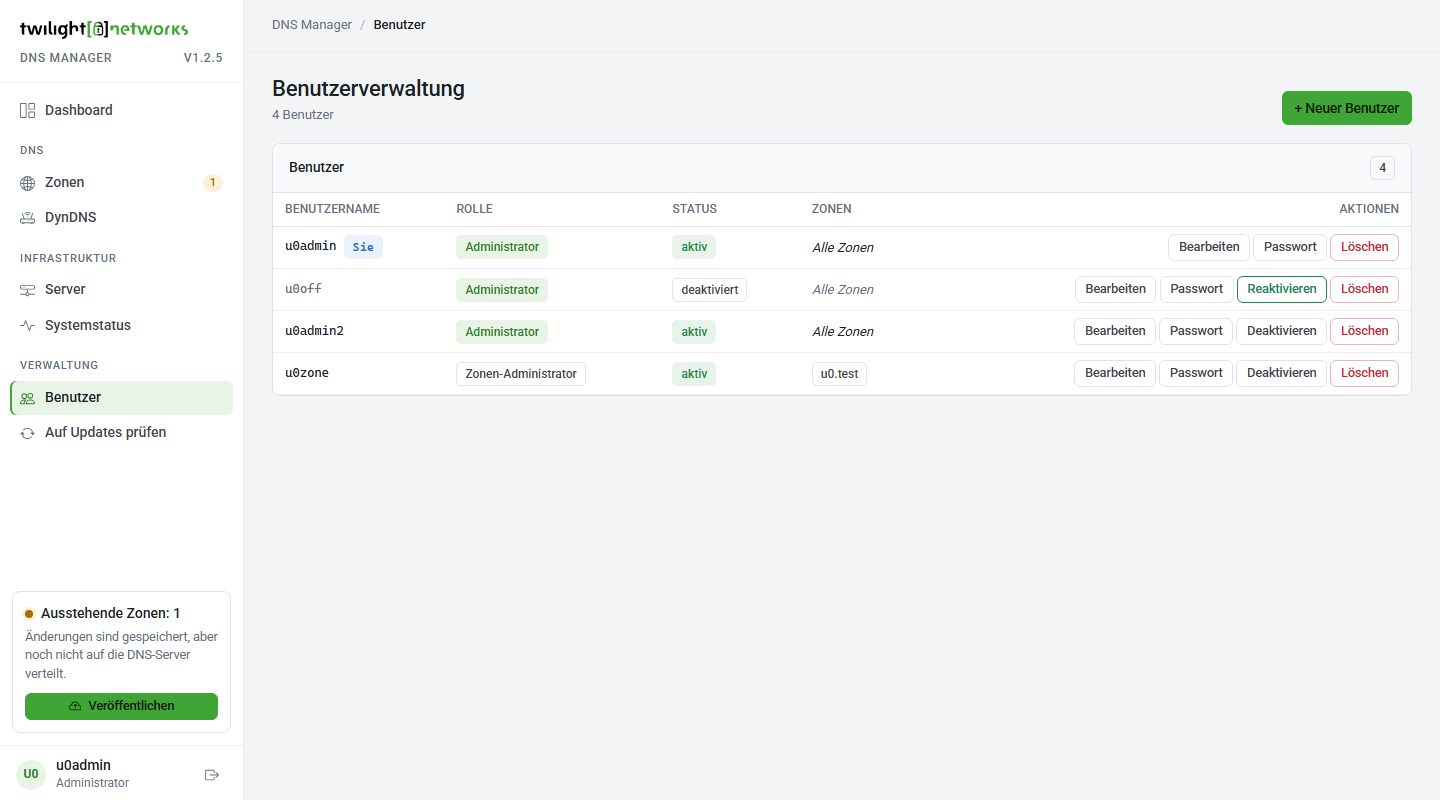 twilight[]networks
DNS MANAGER V1.2.5
Dashboard
DNS
Zonen 1
DynDNS
INFRASTRUKTUR
Server
Systemstatus
VERWALTUNG
Benutzer
Auf Updates prüfen
Ausstehende Zonen: 1
Änderungen sind gespeichert, aber
noch nicht auf die DNS-Server
verteilt.
Veröffentlichen
U0 u0admin
Administrator
DNS Manager / Benutzer
Benutzerverwaltung
4 Benutzer
+ Neuer Benutzer
Benutzer 4
BENUTZERNAME ROLLE STATUS ZONEN AKTIONEN
u0admin Sie Administrator aktiv Alle Zonen Bearbeiten Passwort Löschen
u0off Administrator deaktiviert Alle Zonen Bearbeiten Passwort Reaktivieren Löschen
u0admin2 Administrator aktiv Alle Zonen Bearbeiten Passwort Deaktivieren Löschen
u0zone Zonen-Administrator aktiv u0.test Bearbeiten Passwort Deaktivieren Löschen